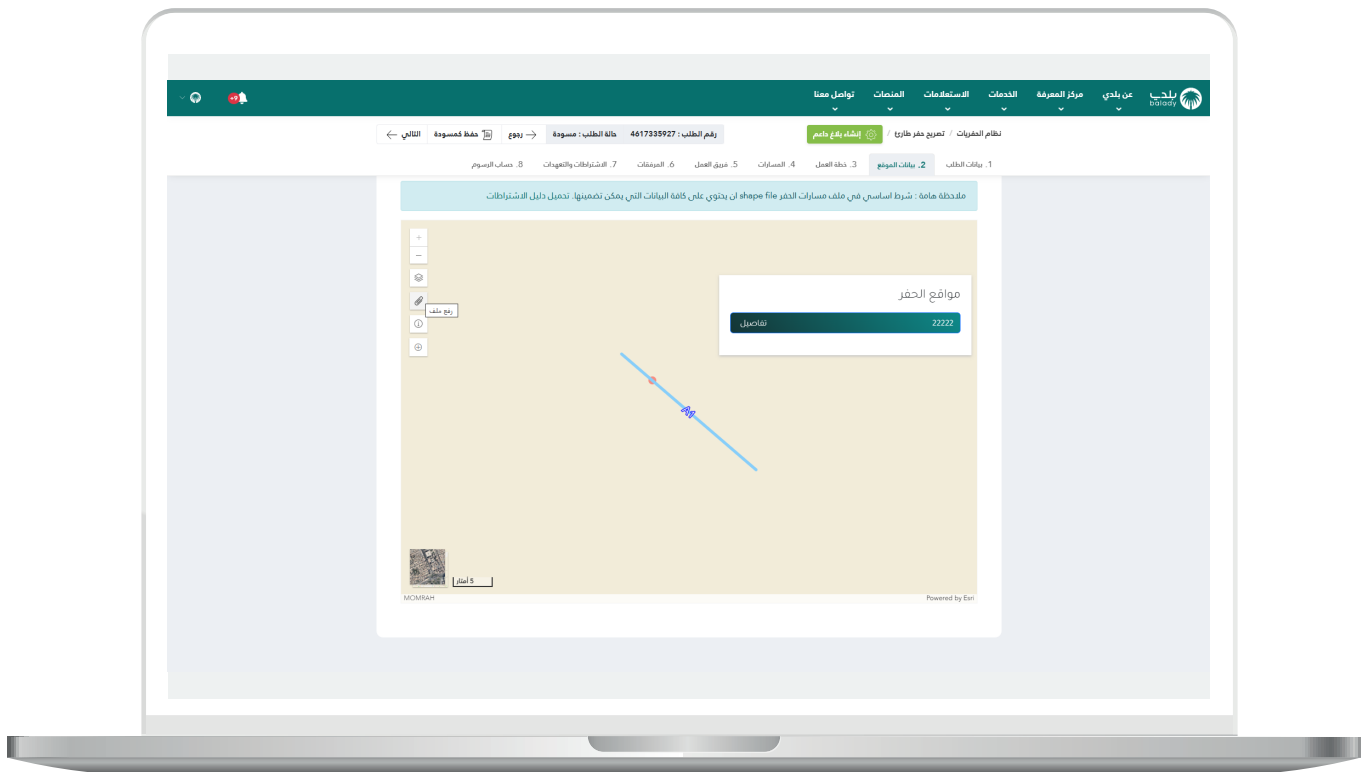 بلدي
balady
عن بلدي
مركز المعرفة
الخدمات
الاستعلامات
المنصات
تواصل معنا
+9
نظام الحفريات / تصريح حفر طارئ /
إنشاء بلاغ داعم
رقم الطلب : 4617335927
حالة الطلب : مسودة
رجوع
حفظ كمسودة
التالي
1. بيانات الطلب
2. بيانات الموقع
3. خطة العمل
4. المسارات
5. فريق العمل
6. المرفقات
7. الاشتراطات والتعهدات
8. حساب الرسوم
ملاحظة هامة : شرط اساسي في ملف مسارات الحفر shape file ان يحتوي على كافة البيانات التي يمكن تضمينها. تحميل دليل الاشتراطات
+
−
رفع ملف
مواقع الحفر
22222
تفاصيل
A1
5 أمتار
MOMRAH
Powered by Esri